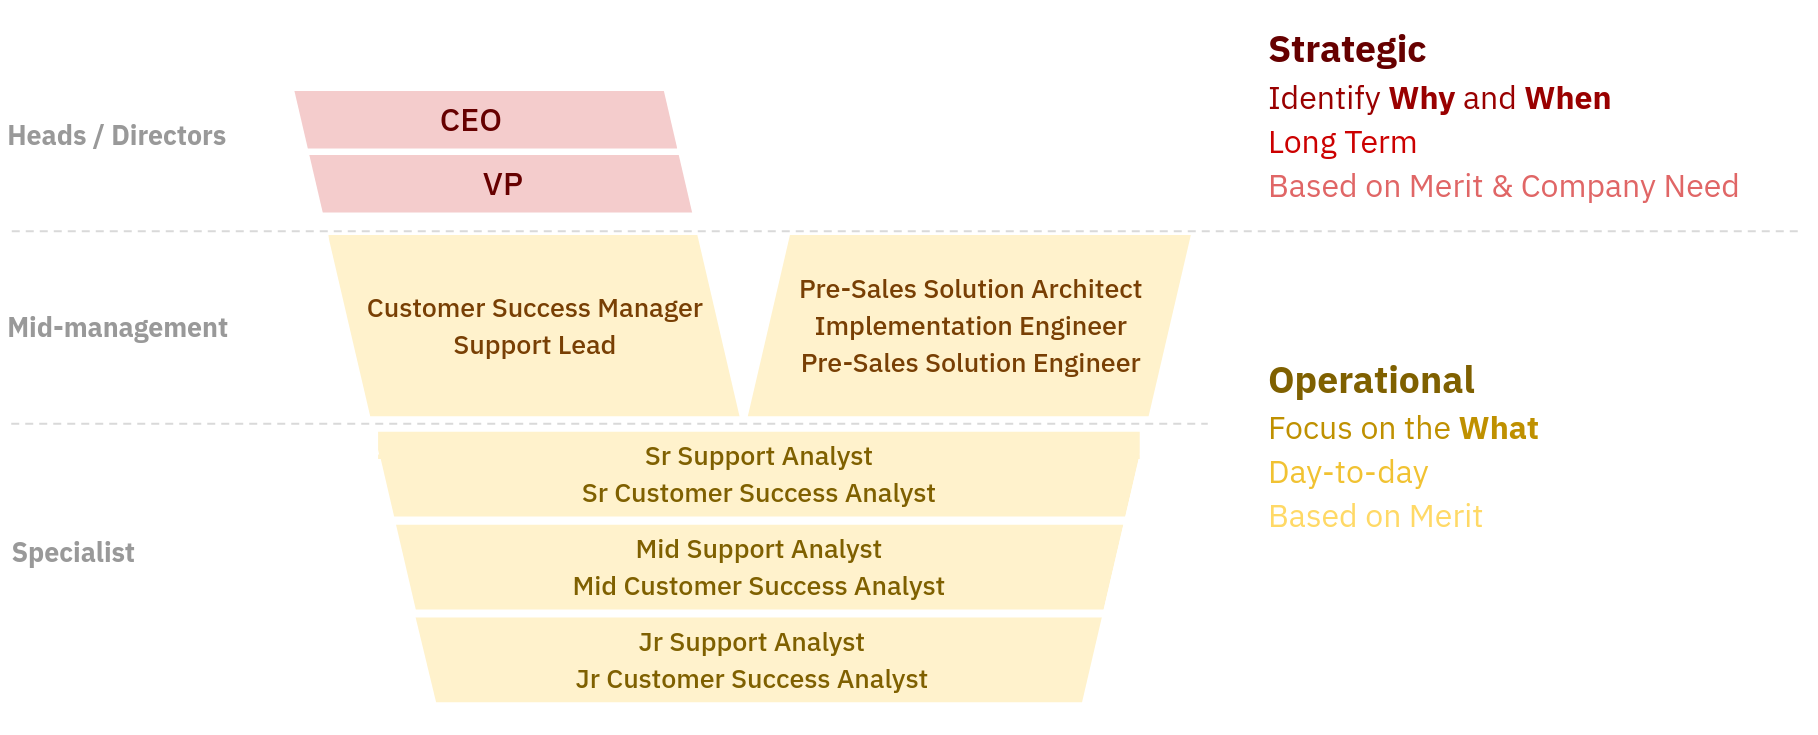 Strategic
Identify Why and When
Long Term
Based on Merit & Company Need
Heads / Directors
CEO
VP
Mid-management
Customer Success Manager
Support Lead
Pre-Sales Solution Architect
Implementation Engineer
Pre-Sales Solution Engineer
Operational
Focus on the What
Day-to-day
Based on Merit
Specialist
Sr Support Analyst
Sr Customer Success Analyst
Mid Support Analyst
Mid Customer Success Analyst
Jr Support Analyst
Jr Customer Success Analyst